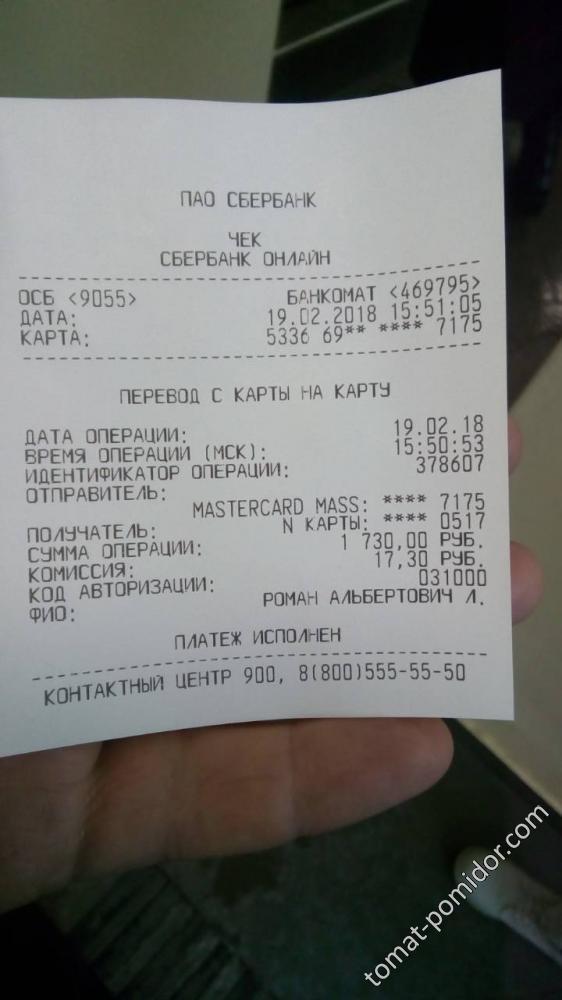 ПАО СБЕРБАНК
ЧЕК
СБЕРБАНК ОНЛАЙН
ОСБ <9055> БАНКОМАТ <469795>
ДАТА: 19.02.2018 15:51:05
КАРТА: 5336 69** **** 7175
ПЕРЕВОД С КАРТЫ НА КАРТУ
ДАТА ОПЕРАЦИИ: 19.02.18
ВРЕМЯ ОПЕРАЦИИ (МСК): 15:50:53
ИДЕНТИФИКАТОР ОПЕРАЦИИ: 378607
ОТПРАВИТЕЛЬ:
MASTERCARD MASS: **** 7175
ПОЛУЧАТЕЛЬ: N КАРТЫ: **** 0517
СУММА ОПЕРАЦИИ: 1 730,00 РУБ.
КОМИССИЯ: 17,30 РУБ.
КОД АВТОРИЗАЦИИ: 031000
ФИО: РОМАН АЛЬБЕРТОВИЧ Л.
ПЛАТЕЖ ИСПОЛНЕН
КОНТАКТНЫЙ ЦЕНТР 900, 8(800)555-55-50
tomat-pomidor.com